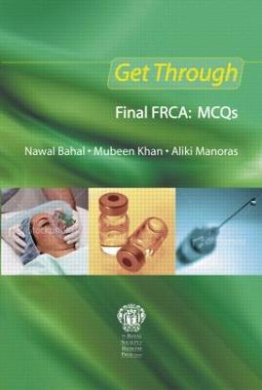 Get Through
Final FRCA: MCQs
Nawal Bahal • Mubeen Khan • Aliki Manoras